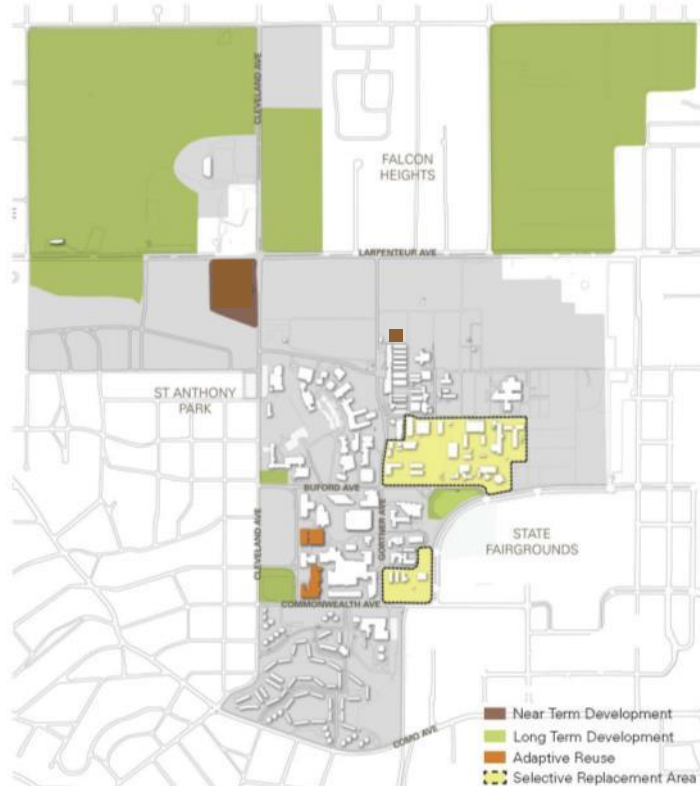 CLEVELAND AVE
FALCON
HEIGHTS
LARPENTEUR AVE
ST ANTHONY
PARK
BUFORD AVE
CLEVELAND AVE
GORTNER AVE
STATE
FAIRGROUNDS
COMMONWEALTH AVE
COMO AVE
Near Term Development
Long Term Development
Adaptive Reuse
Selective Replacement Area